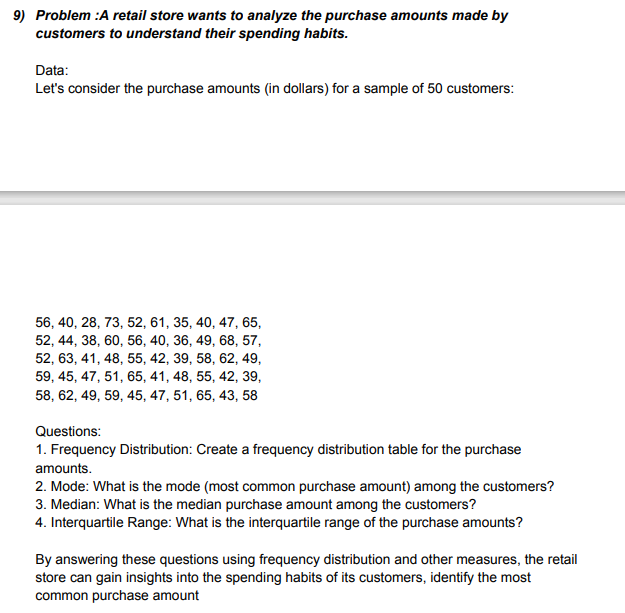 9) Problem :A retail store wants to analyze the purchase amounts made by
customers to understand their spending habits.
Data:
Let's consider the purchase amounts (in dollars) for a sample of 50 customers:
56, 40, 28, 73, 52, 61, 35, 40, 47, 65,
52, 44, 38, 60, 56, 40, 36, 49, 68, 57,
52, 63, 41, 48, 55, 42, 39, 58, 62, 49,
59, 45, 47, 51, 65, 41, 48, 55, 42, 39,
58, 62, 49, 59, 45, 47, 51, 65, 43, 58
Questions:
1. Frequency Distribution: Create a frequency distribution table for the purchase
amounts.
2. Mode: What is the mode (most common purchase amount) among the customers?
3. Median: What is the median purchase amount among the customers?
4. Interquartile Range: What is the interquartile range of the purchase amounts?
By answering these questions using frequency distribution and other measures, the retail
store can gain insights into the spending habits of its customers, identify the most
common purchase amount